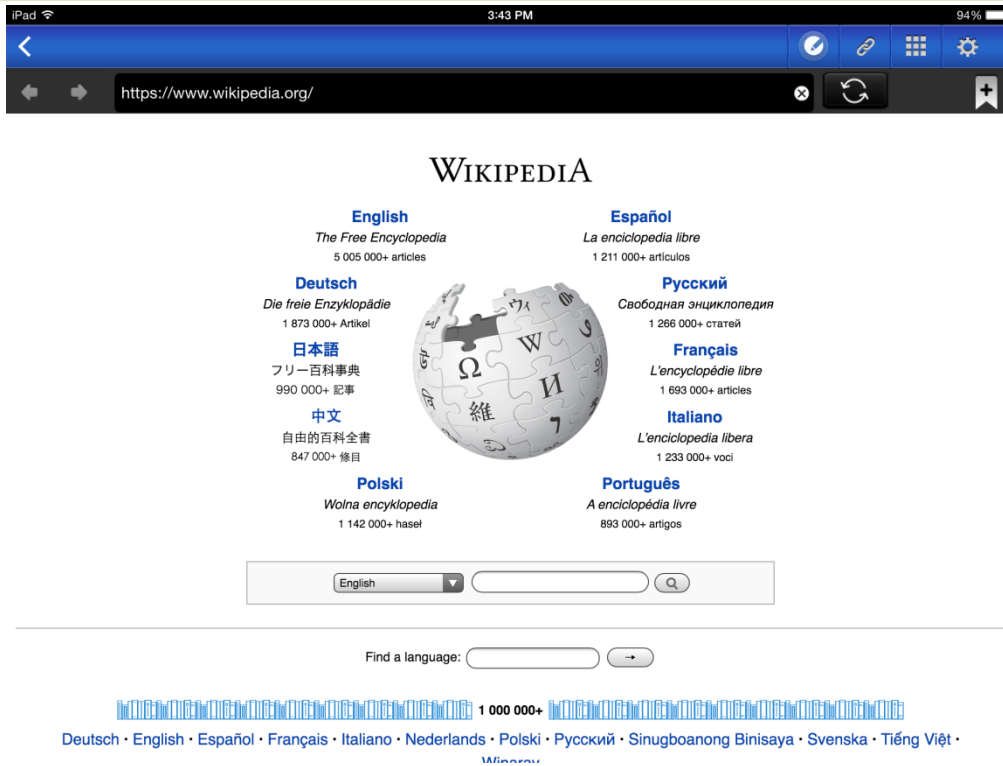 iPad 3:43 PM 94%
https://www.wikipedia.org/
WIKIPEDIA
English
The Free Encyclopedia
5 005 000+ articles
Español
La enciclopedia libre
1 211 000+ artículos
Deutsch
Die freie Enzyklopädie
1 873 000+ Artikel
Русский
Свободная энциклопедия
1 266 000+ статей
日本語
フリー百科事典
990 000+ 記事
Français
L'encyclopédie libre
1 693 000+ articles
中文
自由的百科全書
847 000+ 條目
Italiano
L'enciclopedia libera
1 233 000+ voci
Polski
Wolna encyklopedia
1 142 000+ haseł
Português
A enciclopédia livre
893 000+ artigos
Ω W И 維 ウィ 7
English
Find a language: →
1 000 000+
Deutsch • English • Español • Français • Italiano • Nederlands • Polski • Русский • Sinugboanong Binisaya • Svenska • Tiếng Việt •
Winaray